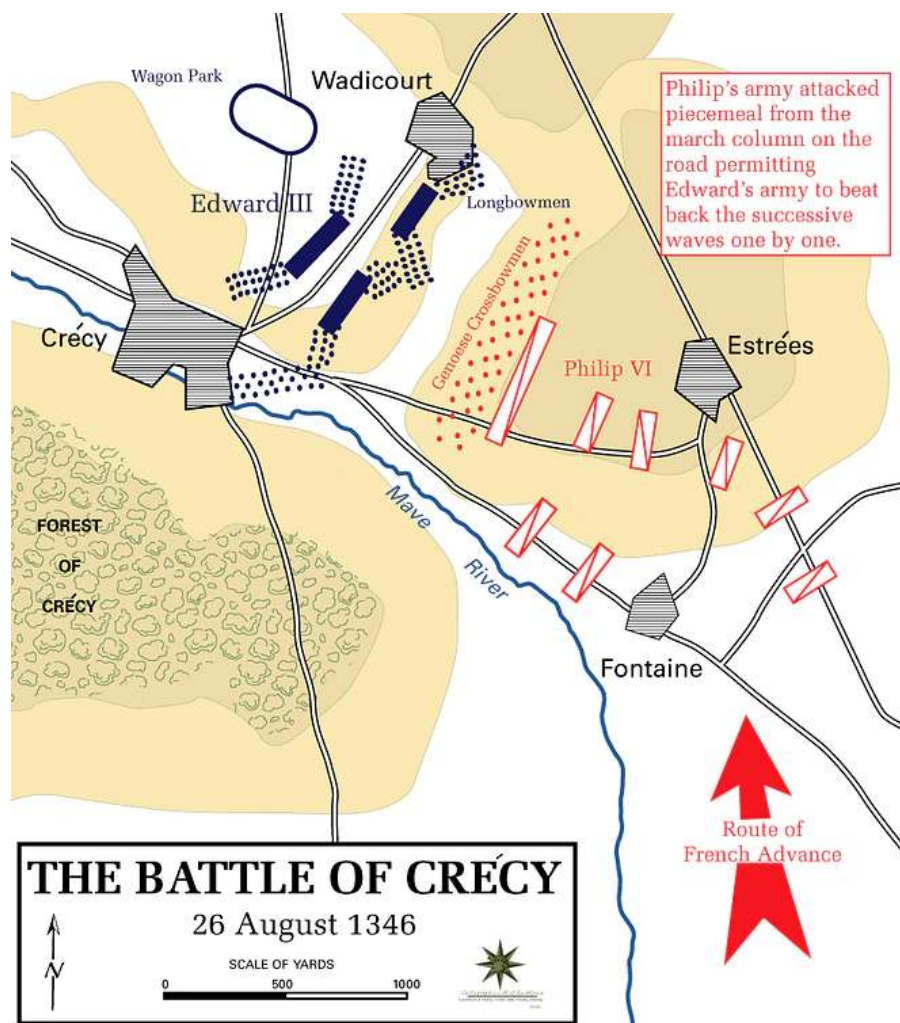 Wagon Park
Wadicourt
Philip's army attacked
piecemeal from the
march column on the
road permitting
Edward's army to beat
back the successive
waves one by one.
Edward III
Longbowmen
Genoese Crossbowmen
Crécy
Estrées
Philip VI
Mave
River
FOREST
OF
CRÉCY
Fontaine
Route of
French Advance
THE BATTLE OF CRÉCY
26 August 1346
N
SCALE OF YARDS
0 500 1000